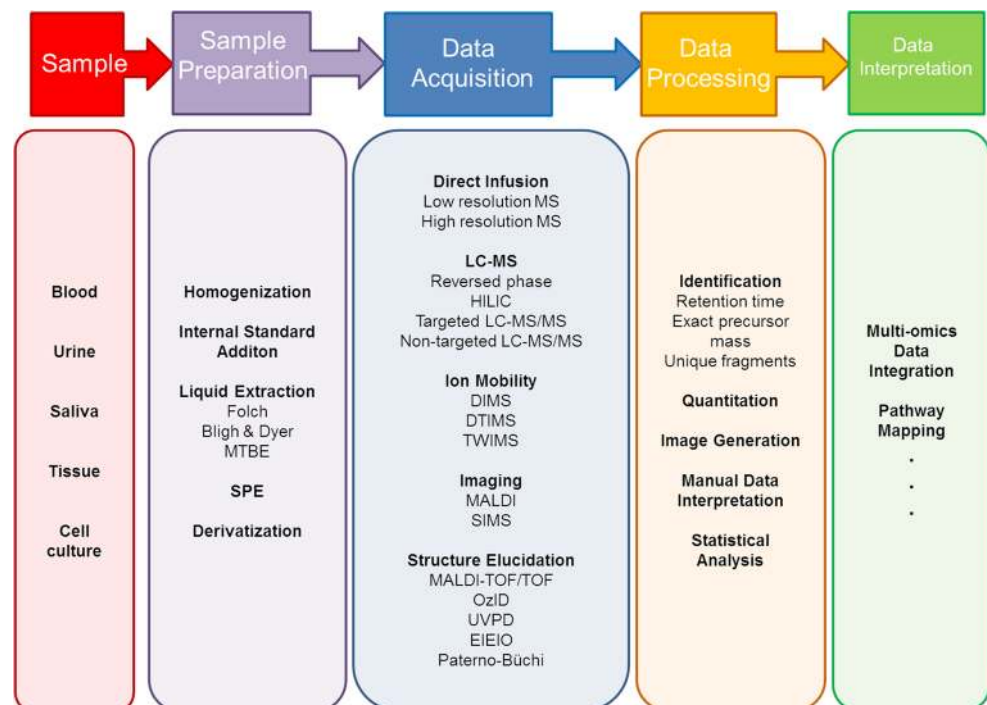 Sample
Sample
Preparation
Data
Acquisition
Data
Processing
Data
Interpretation
Blood
Urine
Saliva
Tissue
Cell
culture
Homogenization
Internal Standard
Additon
Liquid Extraction
Folch
Bligh & Dyer
MTBE
SPE
Derivatization
Direct Infusion
Low resolution MS
High resolution MS
LC-MS
Reversed phase
HILIC
Targeted LC-MS/MS
Non-targeted LC-MS/MS
Ion Mobility
DIMS
DTIMS
TWIMS
Imaging
MALDI
SIMS
Structure Elucidation
MALDI-TOF/TOF
OzID
UVPD
EIEIO
Paterno-Büchi
Identification
Retention time
Exact precursor
mass
Unique fragments
Quantitation
Image Generation
Manual Data
Interpretation
Statistical
Analysis
Multi-omics
Data
Integration
Pathway
Mapping
.
.
.